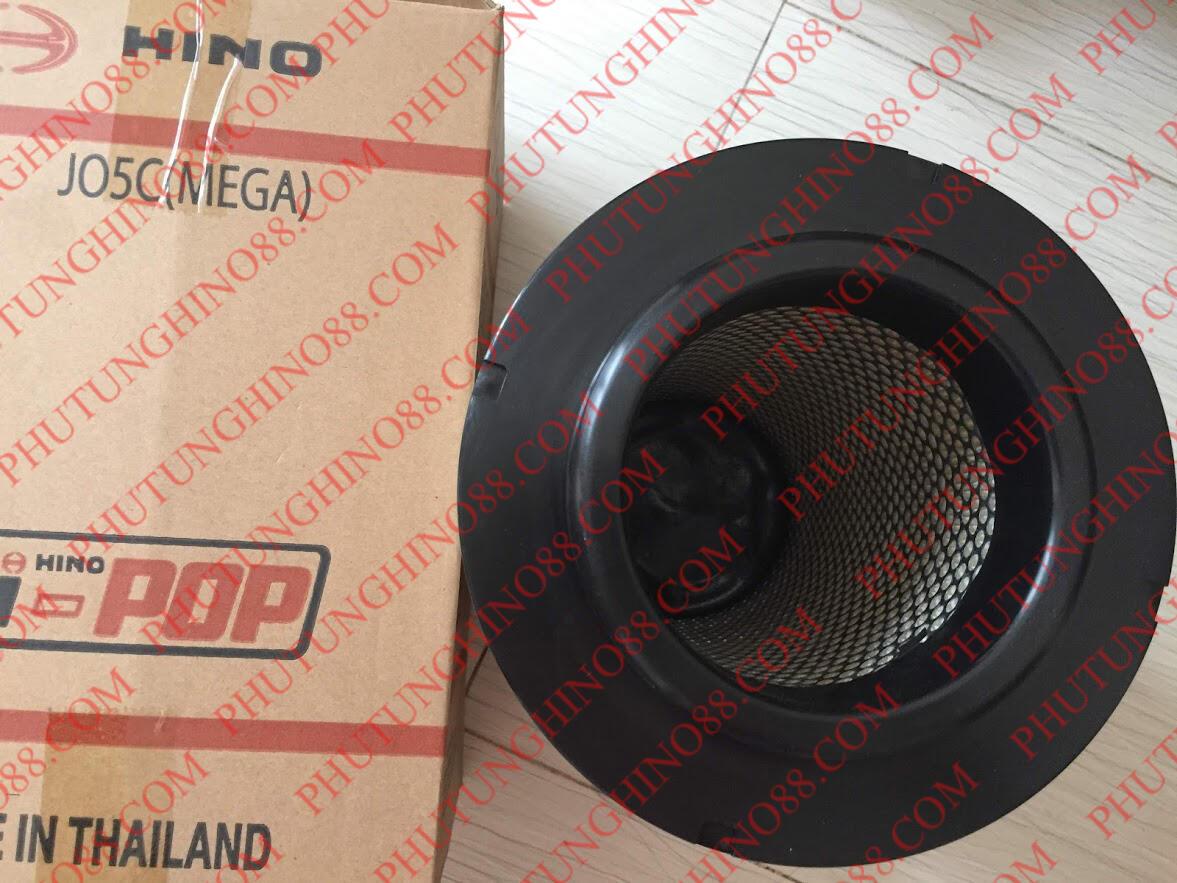 HINO
JO5C(MEGA)
HINO
-POP
E IN THAILAND
PHUTUNGHINO88.COM